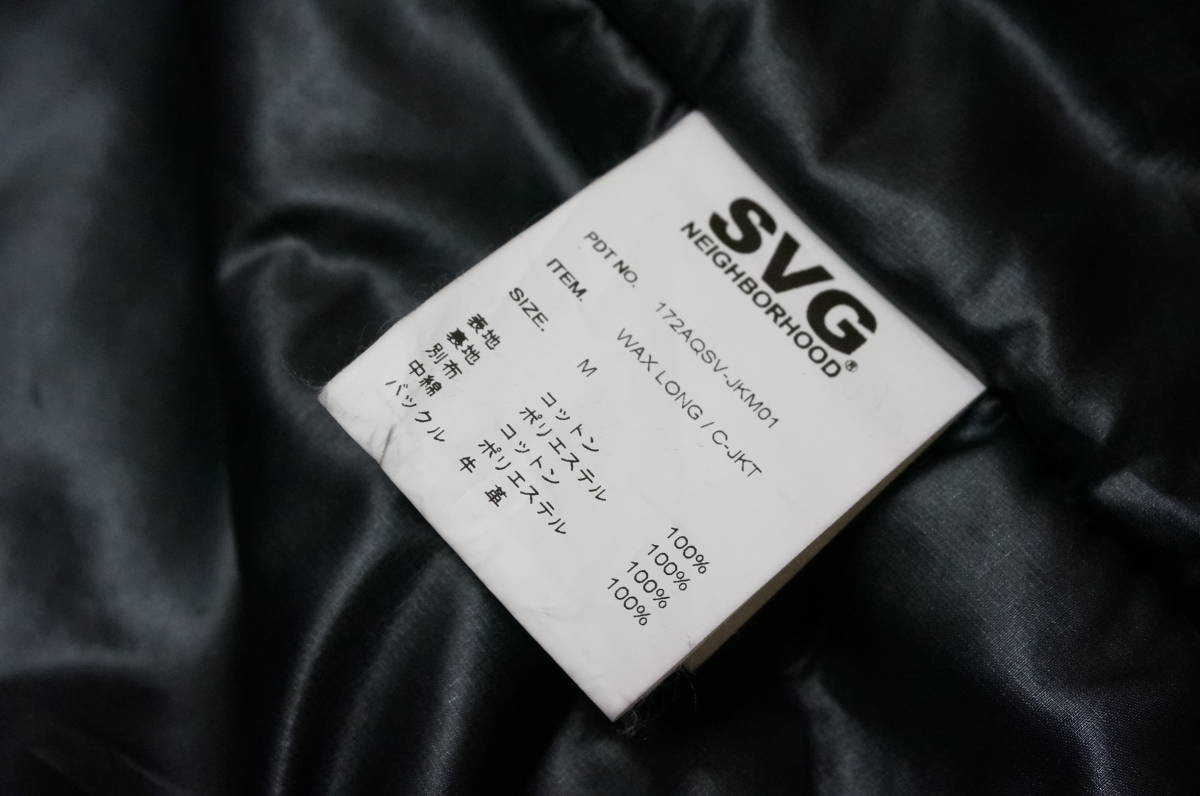 SVG
NEIGHBORHOOD®
PDT NO. 172AQSV-JKM01
ITEM. WAX LONG / C-JKT
SIZE. M
表地 コットン 100%
裏地 ポリエステル 100%
別布 コットン 100%
中綿 ポリエステル 100%
バックル 牛革